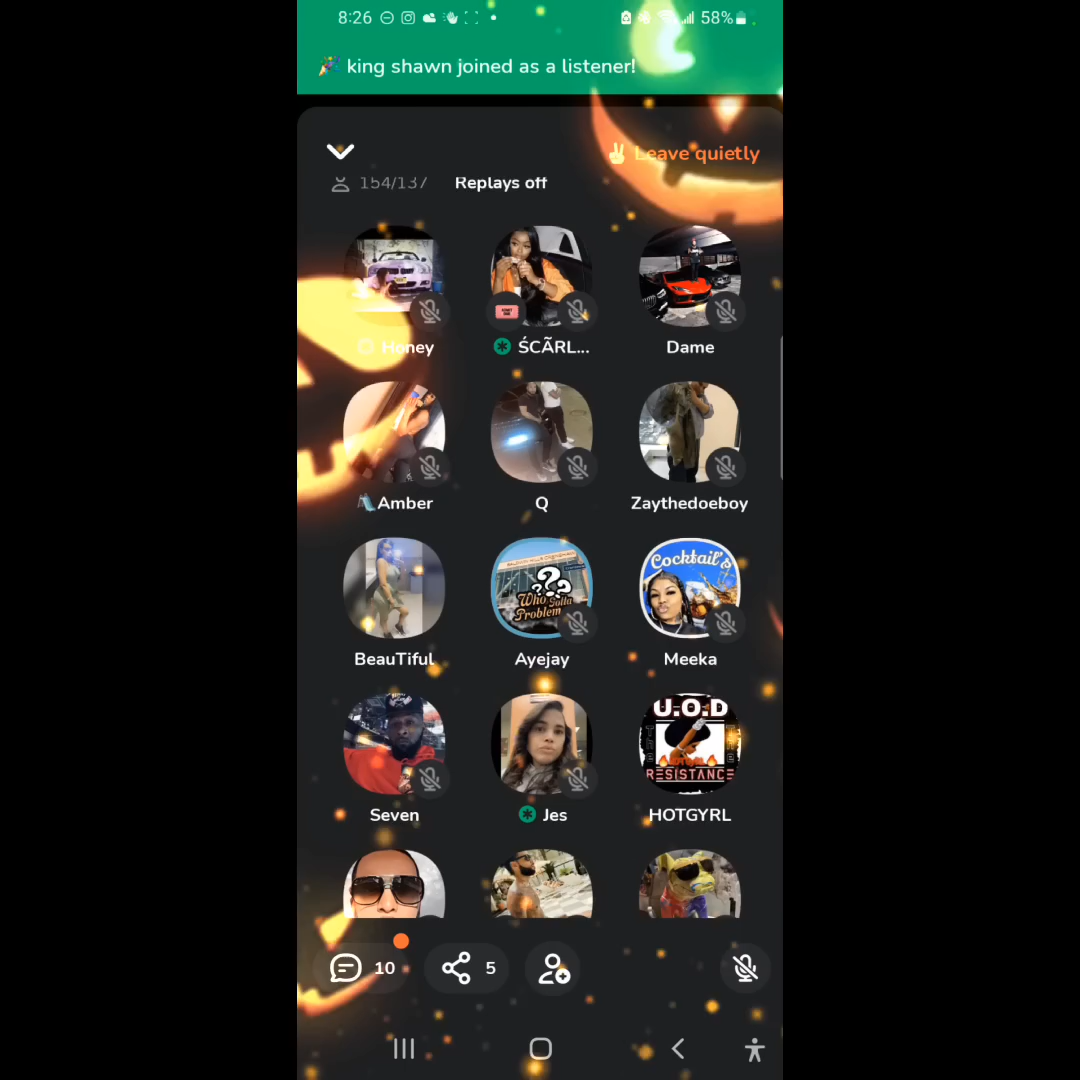 8:26
58%
🎉 king shawn joined as a listener!
✌ Leave quietly
154/137 Replays off
Honey
ŚCÃRL...
Dame
Amber
Q
Zaythedoeboy
Cocktail's
Who Gotta
Problem
BeauTiful
Ayejay
Meeka
U.O.D
RESISTANCE
Seven
Jes
HOTGYRL
10
5